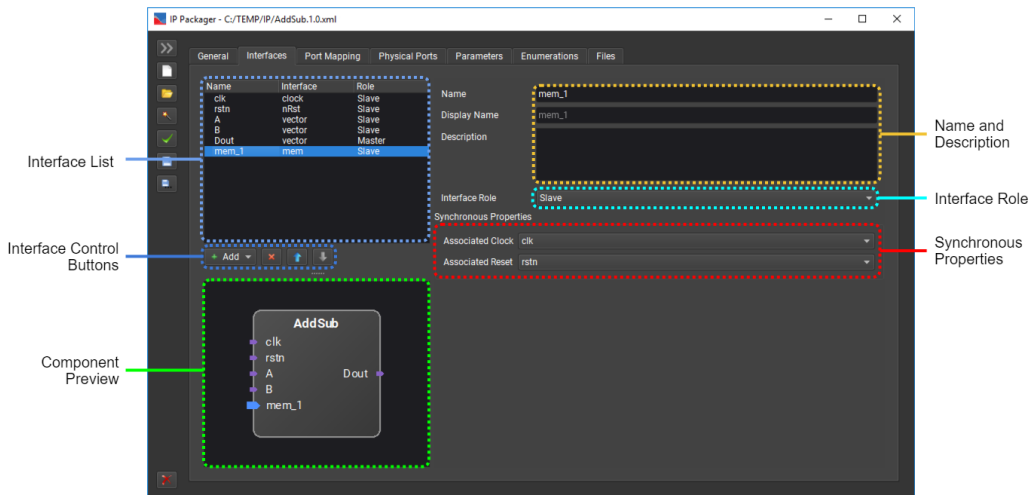 IP Packager - C:/TEMP/IP/AddSub.1.0.xml
General Interfaces Port Mapping Physical Ports Parameters Enumerations Files
Name Interface Role
clk clock Slave
rstn nRst Slave
A vector Slave
B vector Slave
Dout vector Master
mem_1 mem Slave
Name mem_1
Display Name mem_1
Description
Interface Role Slave
Synchronous Properties
Associated Clock clk
Associated Reset rstn
+ Add
AddSub
clk
rstn
A Dout
B
mem_1
Interface List
Interface Control
Buttons
Component
Preview
Name and
Description
Interface Role
Synchronous
Properties